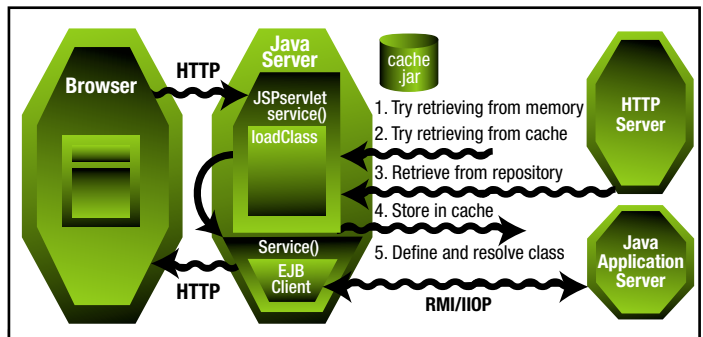 Browser
HTTP
Java
Server
JSPservlet
service()
loadClass
cache
.jar
1. Try retrieving from memory
2. Try retrieving from cache
3. Retrieve from repository
4. Store in cache
5. Define and resolve class
HTTP
Server
Service()
EJB
Client
HTTP
RMI/IIOP
Java
Application
Server